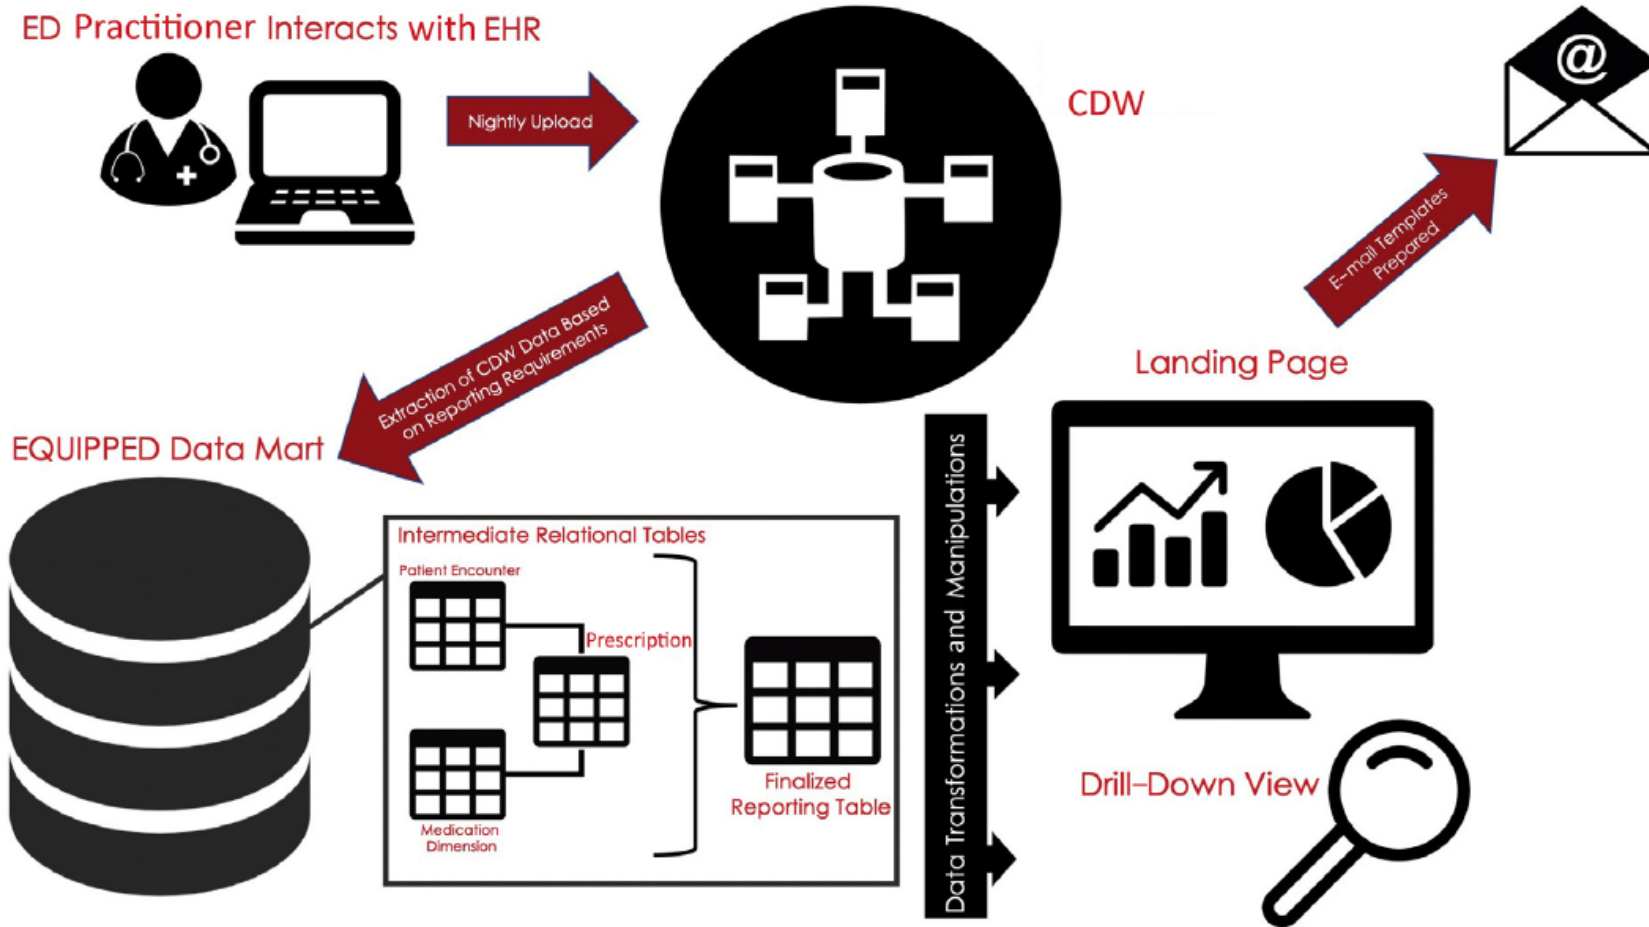 ED Practitioner Interacts with EHR
Nightly Upload
CDW
@
E-mail Templates
Prepared
Extraction of CDW Data Based
on Reporting Requirements
EQUIPPED Data Mart
Intermediate Relational Tables
Patient Encounter
Prescription
Medication
Dimension
Finalized
Reporting Table
Data Transformations and Manipulations
Landing Page
Drill-Down View